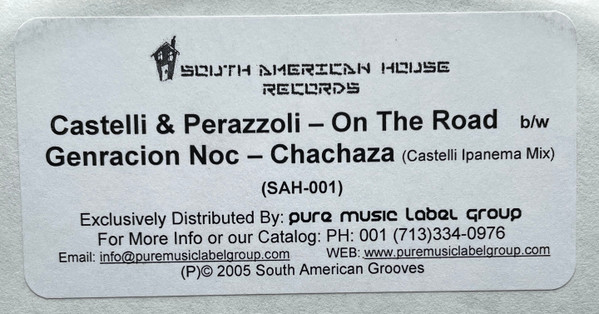 SOUTH AMERICAN HOUSE
RECORDS
Castelli & Perazzoli – On The Road b/w
Genracion Noc – Chachaza (Castelli Ipanema Mix)
(SAH-001)
Exclusively Distributed By: pure music label group
For More Info or our Catalog: PH: 001 (713)334-0976
Email: info@puremusiclabelgroup.com WEB: www.puremusiclabelgroup.com
(P)© 2005 South American Grooves